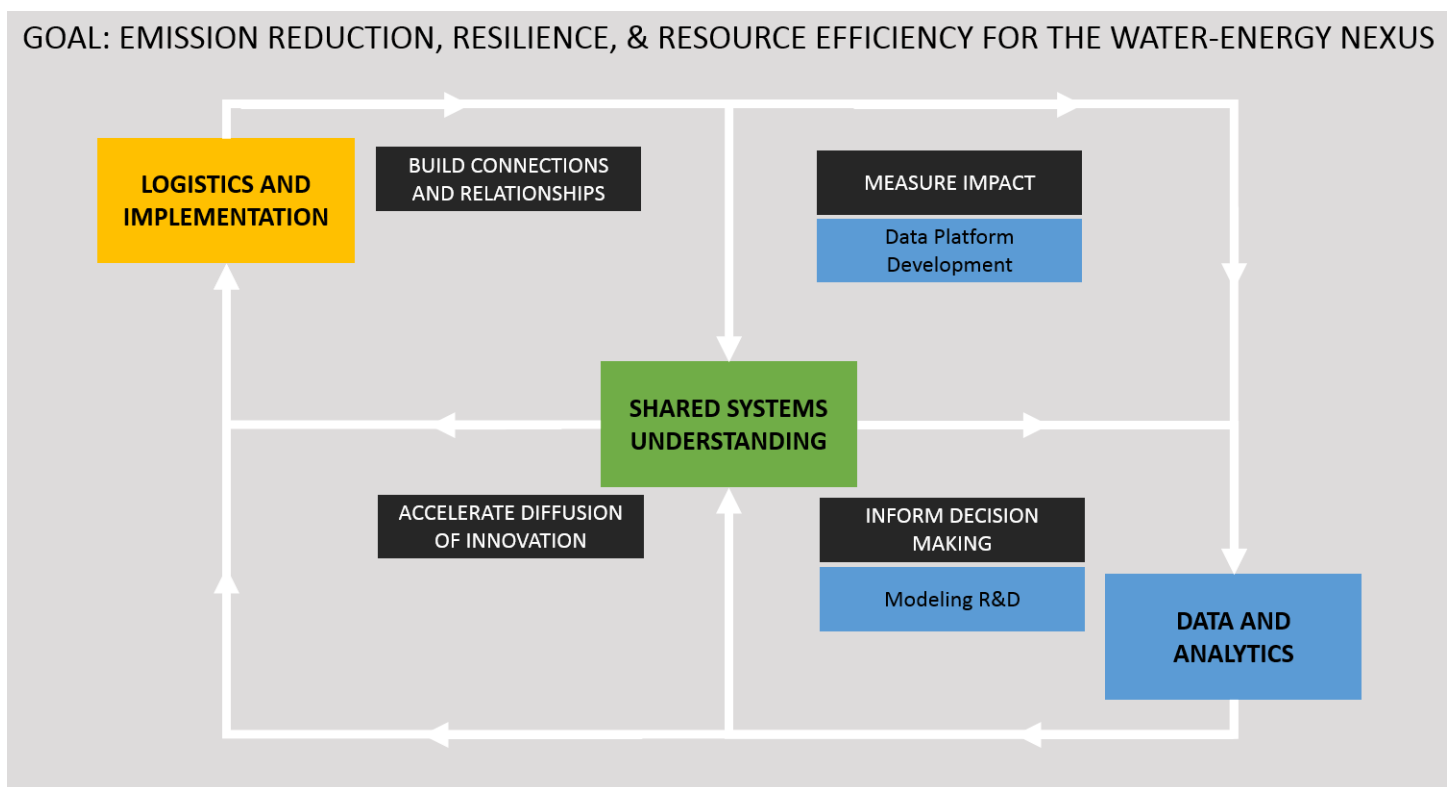 GOAL: EMISSION REDUCTION, RESILIENCE, & RESOURCE EFFICIENCY FOR THE WATER-ENERGY NEXUS
LOGISTICS AND
IMPLEMENTATION
BUILD CONNECTIONS
AND RELATIONSHIPS
MEASURE IMPACT
Data Platform
Development
SHARED SYSTEMS
UNDERSTANDING
ACCELERATE DIFFUSION
OF INNOVATION
INFORM DECISION
MAKING
Modeling R&D
DATA AND
ANALYTICS